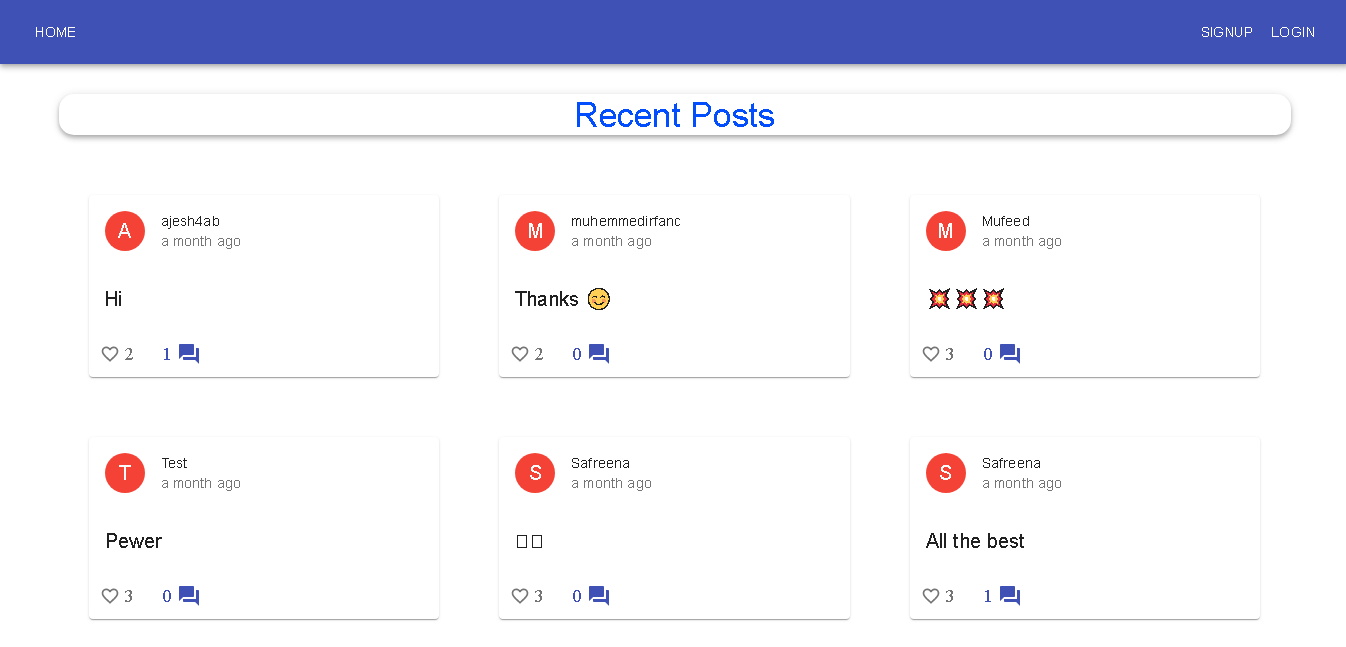 HOME
SIGNUP LOGIN
Recent Posts
A
ajesh4ab
a month ago
Hi
2 1
M
muhemmedirfanc
a month ago
Thanks 😊
2 0
M
Mufeed
a month ago
💥💥💥
3 0
T
Test
a month ago
Pewer
3 0
S
Safreena
a month ago
3 0
S
Safreena
a month ago
All the best
3 1